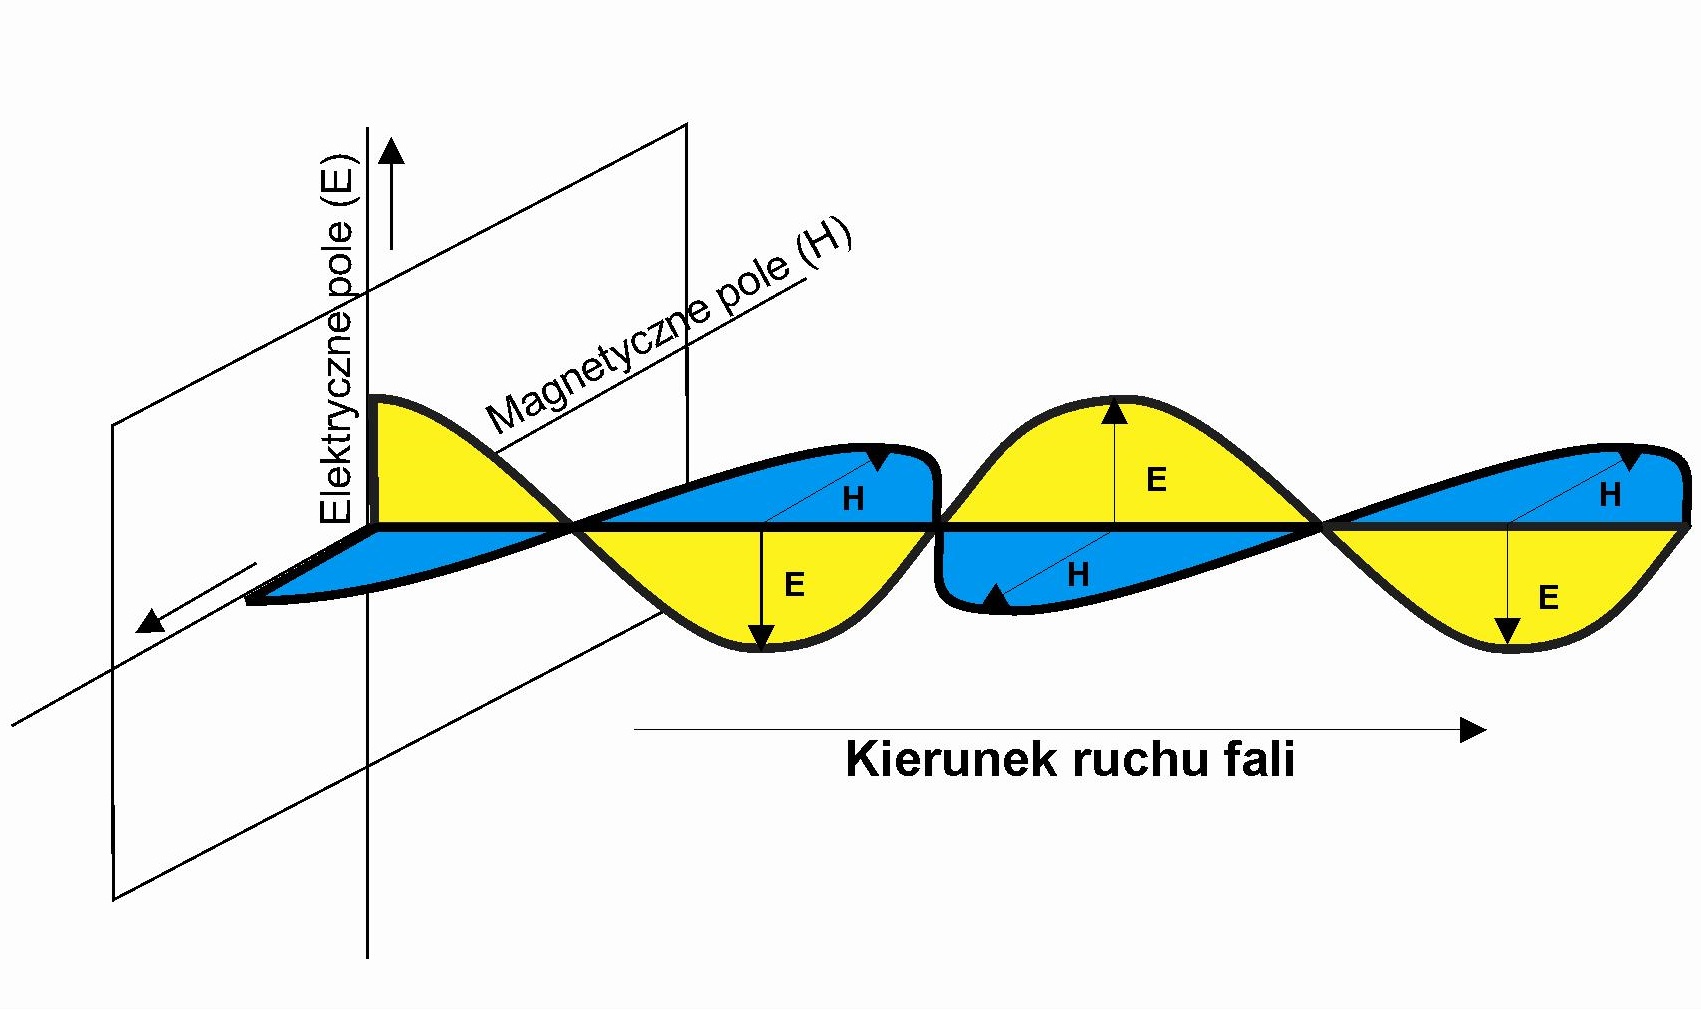 Elektryczne pole (E)
Magnetyczne pole (H)
H
E
E
H
H
E
Kierunek ruchu fali